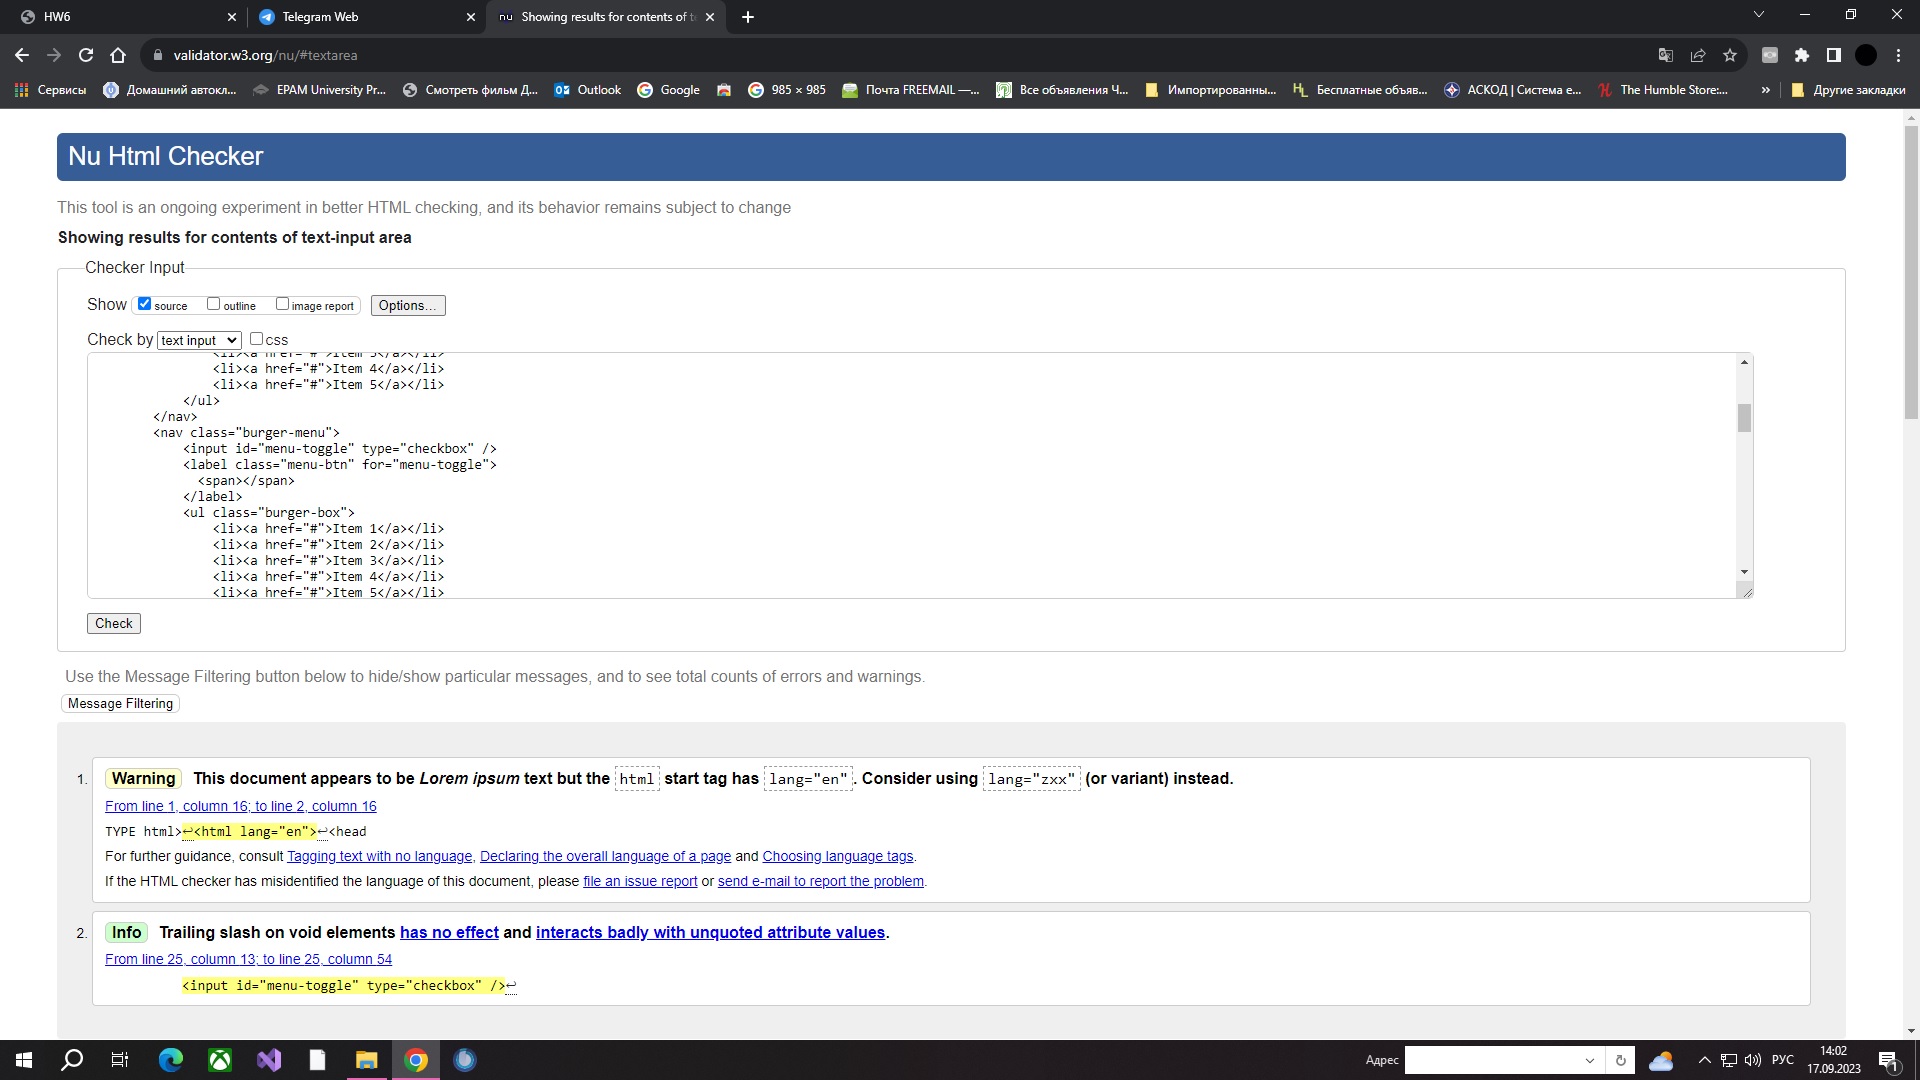 HW6
Telegram Web
Showing results for contents of te
validator.w3.org/nu/#textarea
Сервисы
Домашний автокл...
EPAM University Pr...
Смотреть фильм Д...
Outlook
Google
985 × 985
Почта FREEMAIL —...
Все объявления Ч...
Импортированны...
Бесплатные объяв...
АСКОД | Система е...
The Humble Store:...
»
Другие закладки
Nu Html Checker
This tool is an ongoing experiment in better HTML checking, and its behavior remains subject to change
Showing results for contents of text-input area
Checker Input
Show source outline image report Options...
Check by text input css
<li><a href="#">Item 3</a></li>
<li><a href="#">Item 4</a></li>
<li><a href="#">Item 5</a></li>
</ul>
</nav>
<nav class="burger-menu">
<input id="menu-toggle" type="checkbox" />
<label class="menu-btn" for="menu-toggle">
<span></span>
</label>
<ul class="burger-box">
<li><a href="#">Item 1</a></li>
<li><a href="#">Item 2</a></li>
<li><a href="#">Item 3</a></li>
<li><a href="#">Item 4</a></li>
<li><a href="#">Item 5</a></li>
Check
Use the Message Filtering button below to hide/show particular messages, and to see total counts of errors and warnings.
Message Filtering
1. Warning This document appears to be Lorem ipsum text but the html start tag has lang="en". Consider using lang="zxx" (or variant) instead.
From line 1, column 16; to line 2, column 16
TYPE html>↩<html lang="en">↩<head
For further guidance, consult Tagging text with no language, Declaring the overall language of a page and Choosing language tags.
If the HTML checker has misidentified the language of this document, please file an issue report or send e-mail to report the problem.
2. Info Trailing slash on void elements has no effect and interacts badly with unquoted attribute values.
From line 25, column 13; to line 25, column 54
<input id="menu-toggle" type="checkbox" />↩
Адрес
РУС
14:02
17.09.2023
1